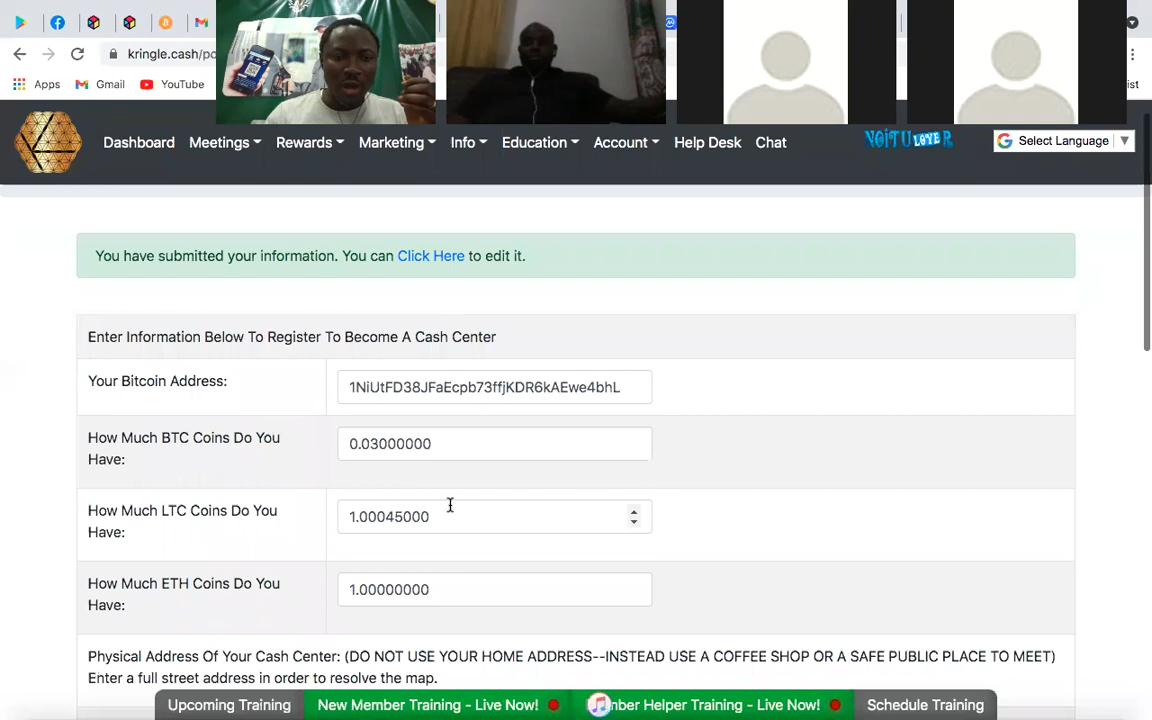 kringle.cash/po
ist
Apps Gmail YouTube
Dashboard Meetings Rewards Marketing Info Education Account Help Desk Chat
NOiTULOVER
Select Language
You have submitted your information. You can Click Here to edit it.
Enter Information Below To Register To Become A Cash Center
Your Bitcoin Address:
1NiUtFD38JFaEcpb73ffjKDR6kAEwe4bhL
How Much BTC Coins Do You
Have:
0.03000000
How Much LTC Coins Do You
Have:
1.00045000
How Much ETH Coins Do You
Have:
1.00000000
Physical Address Of Your Cash Center: (DO NOT USE YOUR HOME ADDRESS--INSTEAD USE A COFFEE SHOP OR A SAFE PUBLIC PLACE TO MEET)
Enter a full street address in order to resolve the map.
Upcoming Training New Member Training - Live Now! mber Helper Training - Live Now! Schedule Training